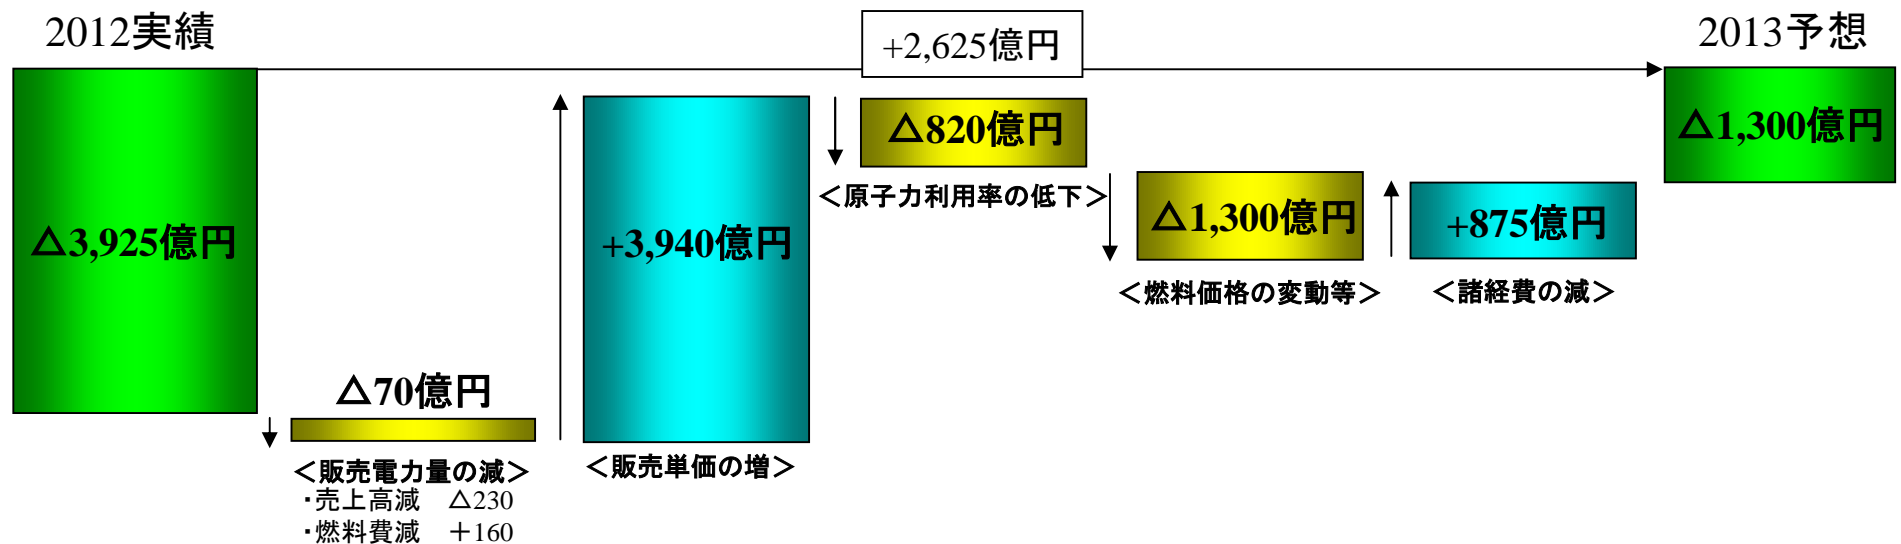 2012実績
+2,625億円
2013予想
△3,925億円
△70億円
<販売電力量の減>
・売上高減　△230
・燃料費減　＋160
+3,940億円
<販売単価の増>
△820億円
<原子力利用率の低下>
△1,300億円
<燃料価格の変動等>
+875億円
<諸経費の減>
△1,300億円